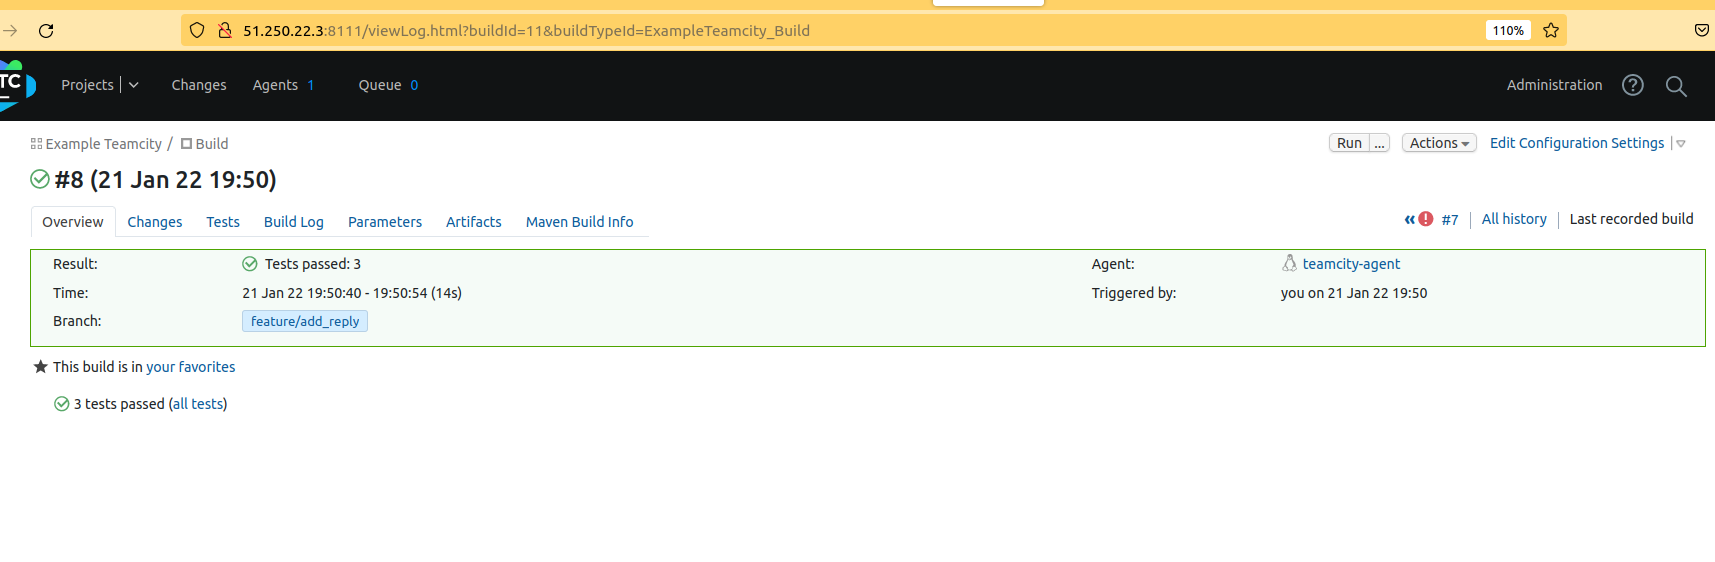 51.250.22.3:8111/viewLog.html?buildId=11&buildTypeId=ExampleTeamcity_Build 110%
TC Projects Changes Agents 1 Queue 0 Administration ?
Example Teamcity / Build Run ... Actions Edit Configuration Settings
#8 (21 Jan 22 19:50)
Overview Changes Tests Build Log Parameters Artifacts Maven Build Info « #7 All history Last recorded build
Result: Tests passed: 3 Agent: teamcity-agent
Time: 21 Jan 22 19:50:40 - 19:50:54 (14s) Triggered by: you on 21 Jan 22 19:50
Branch: feature/add_reply
This build is in your favorites
3 tests passed (all tests)